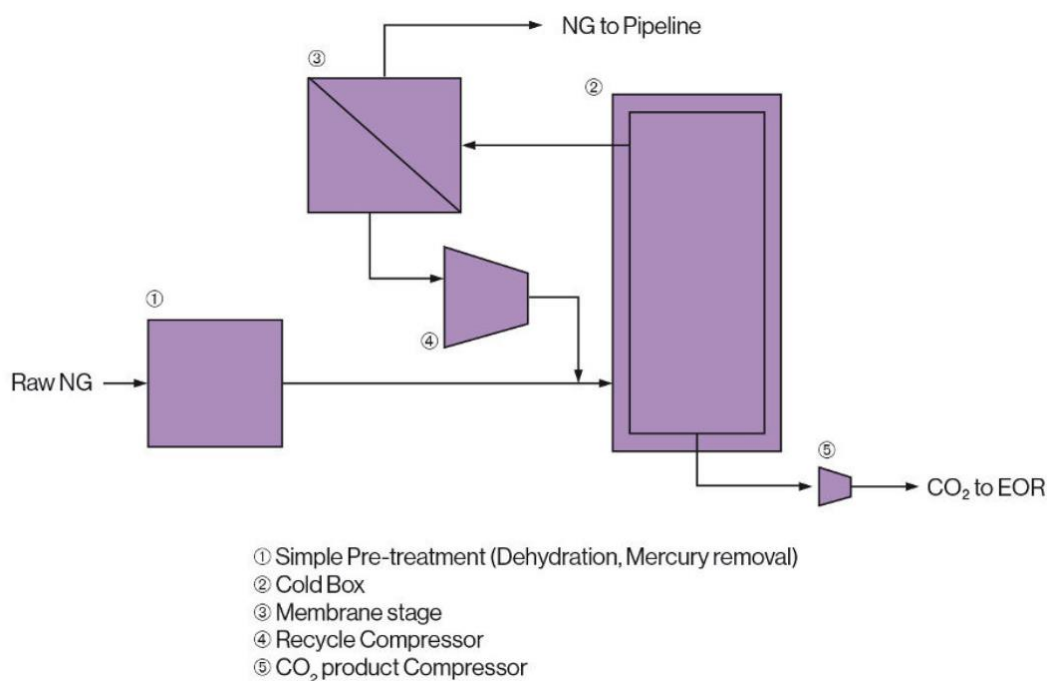 NG to Pipeline
③
②
①
④
Raw NG
⑤
CO₂ to EOR
① Simple Pre-treatment (Dehydration, Mercury removal)
② Cold Box
③ Membrane stage
④ Recycle Compressor
⑤ CO₂ product Compressor